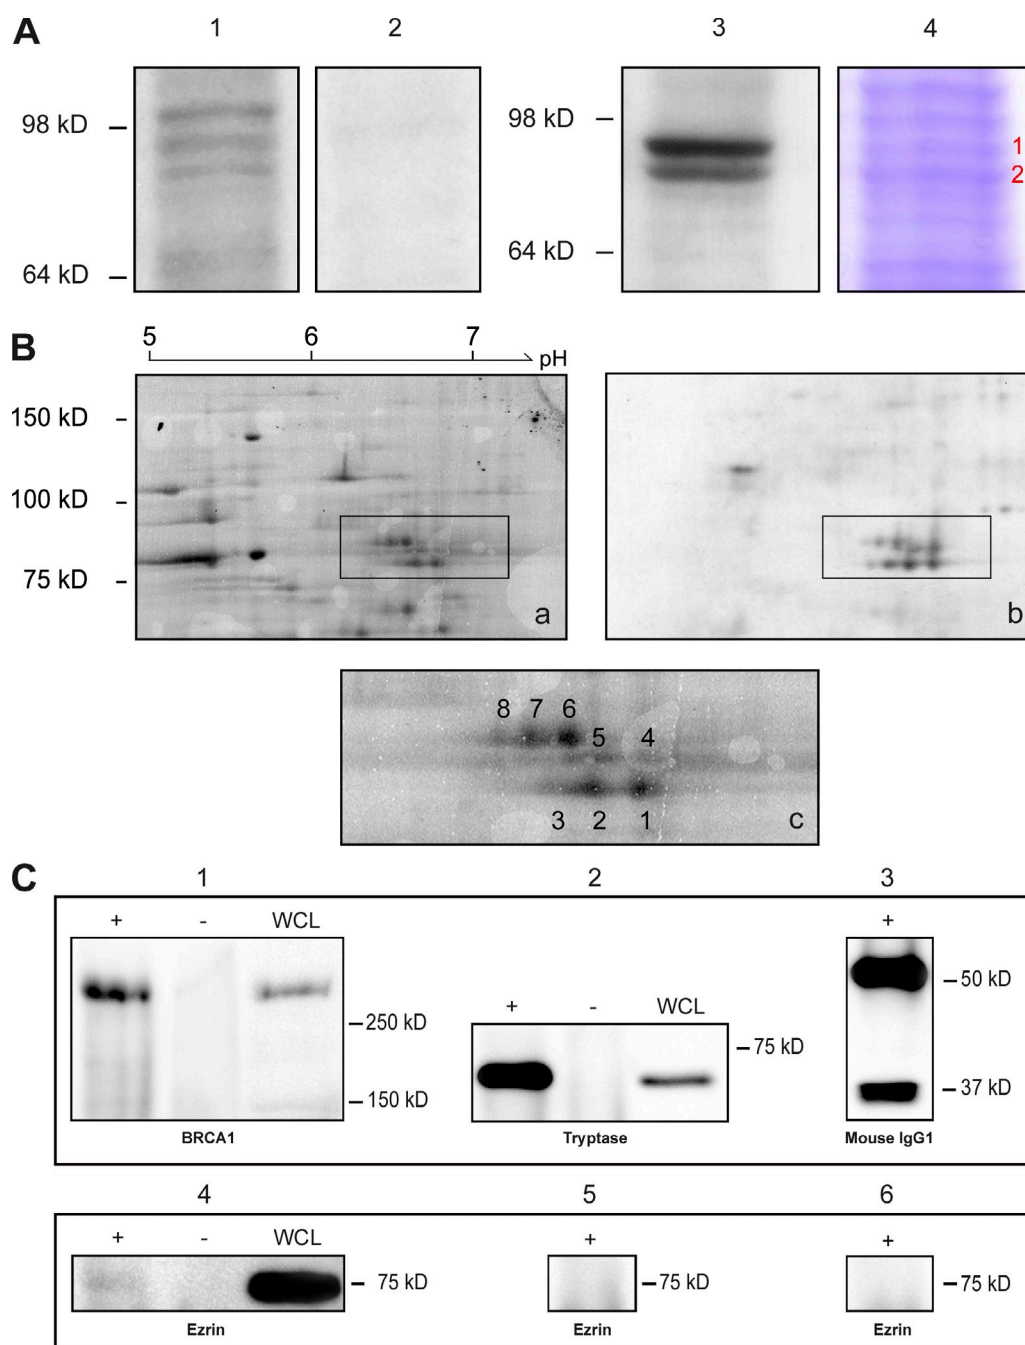 A 1 2 3 4
98 kD
64 kD
98 kD
64 kD
1
2
B 5 6 7 pH
150 kD
100 kD
75 kD
a
b
8 7 6
5 4
3 2 1
c
C 1 2 3
+ - WCL
250 kD
150 kD
BRCA1
+ - WCL
75 kD
Tryptase
+
50 kD
37 kD
Mouse IgG1
4 5 6
+ - WCL
75 kD
Ezrin
+
75 kD
Ezrin
+
75 kD
Ezrin